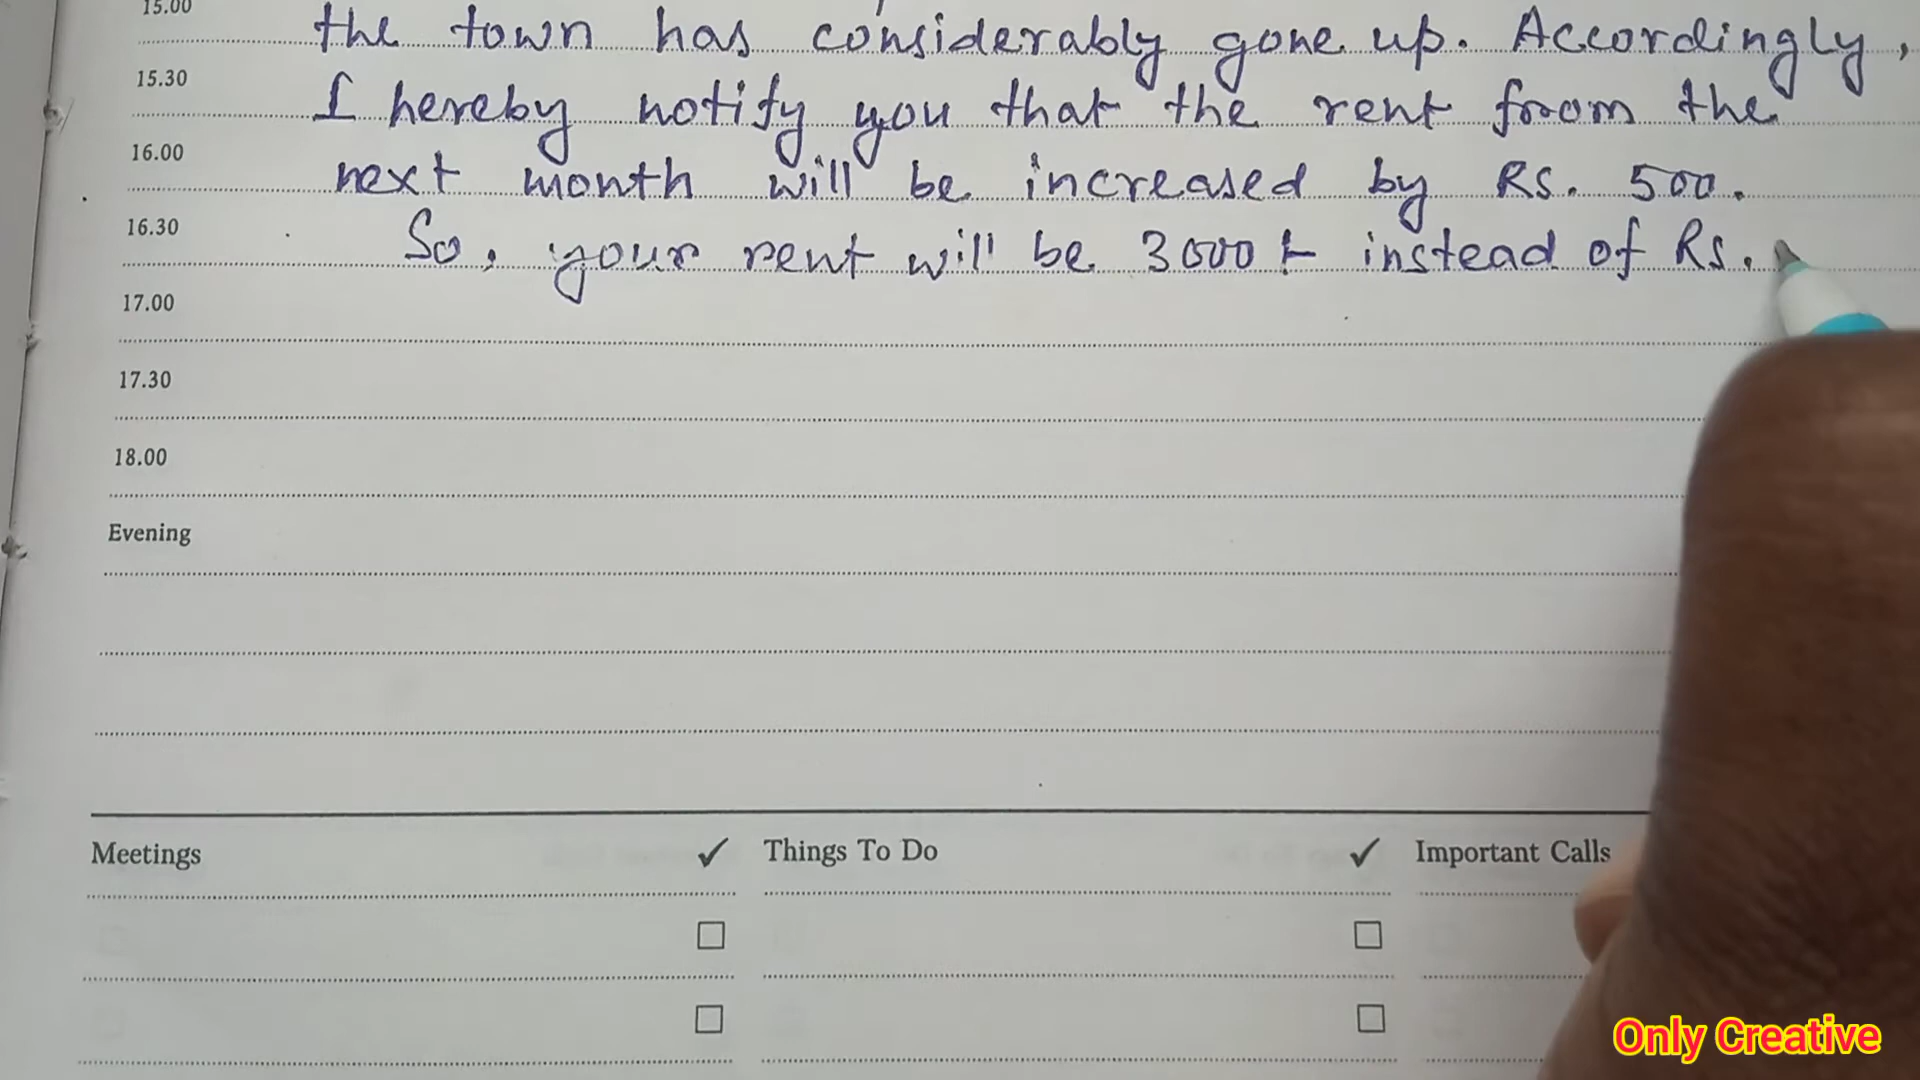 15.00
the town has considerably gone up. Accordingly,
15.30
I hereby notify you that the rent from the
16.00
next month will be increased by Rs. 500.
16.30
So, your rent will be 3000/- instead of Rs.
17.00
17.30
18.00
Evening
Meetings ✓ Things To Do ✓ Important Calls
Only Creative